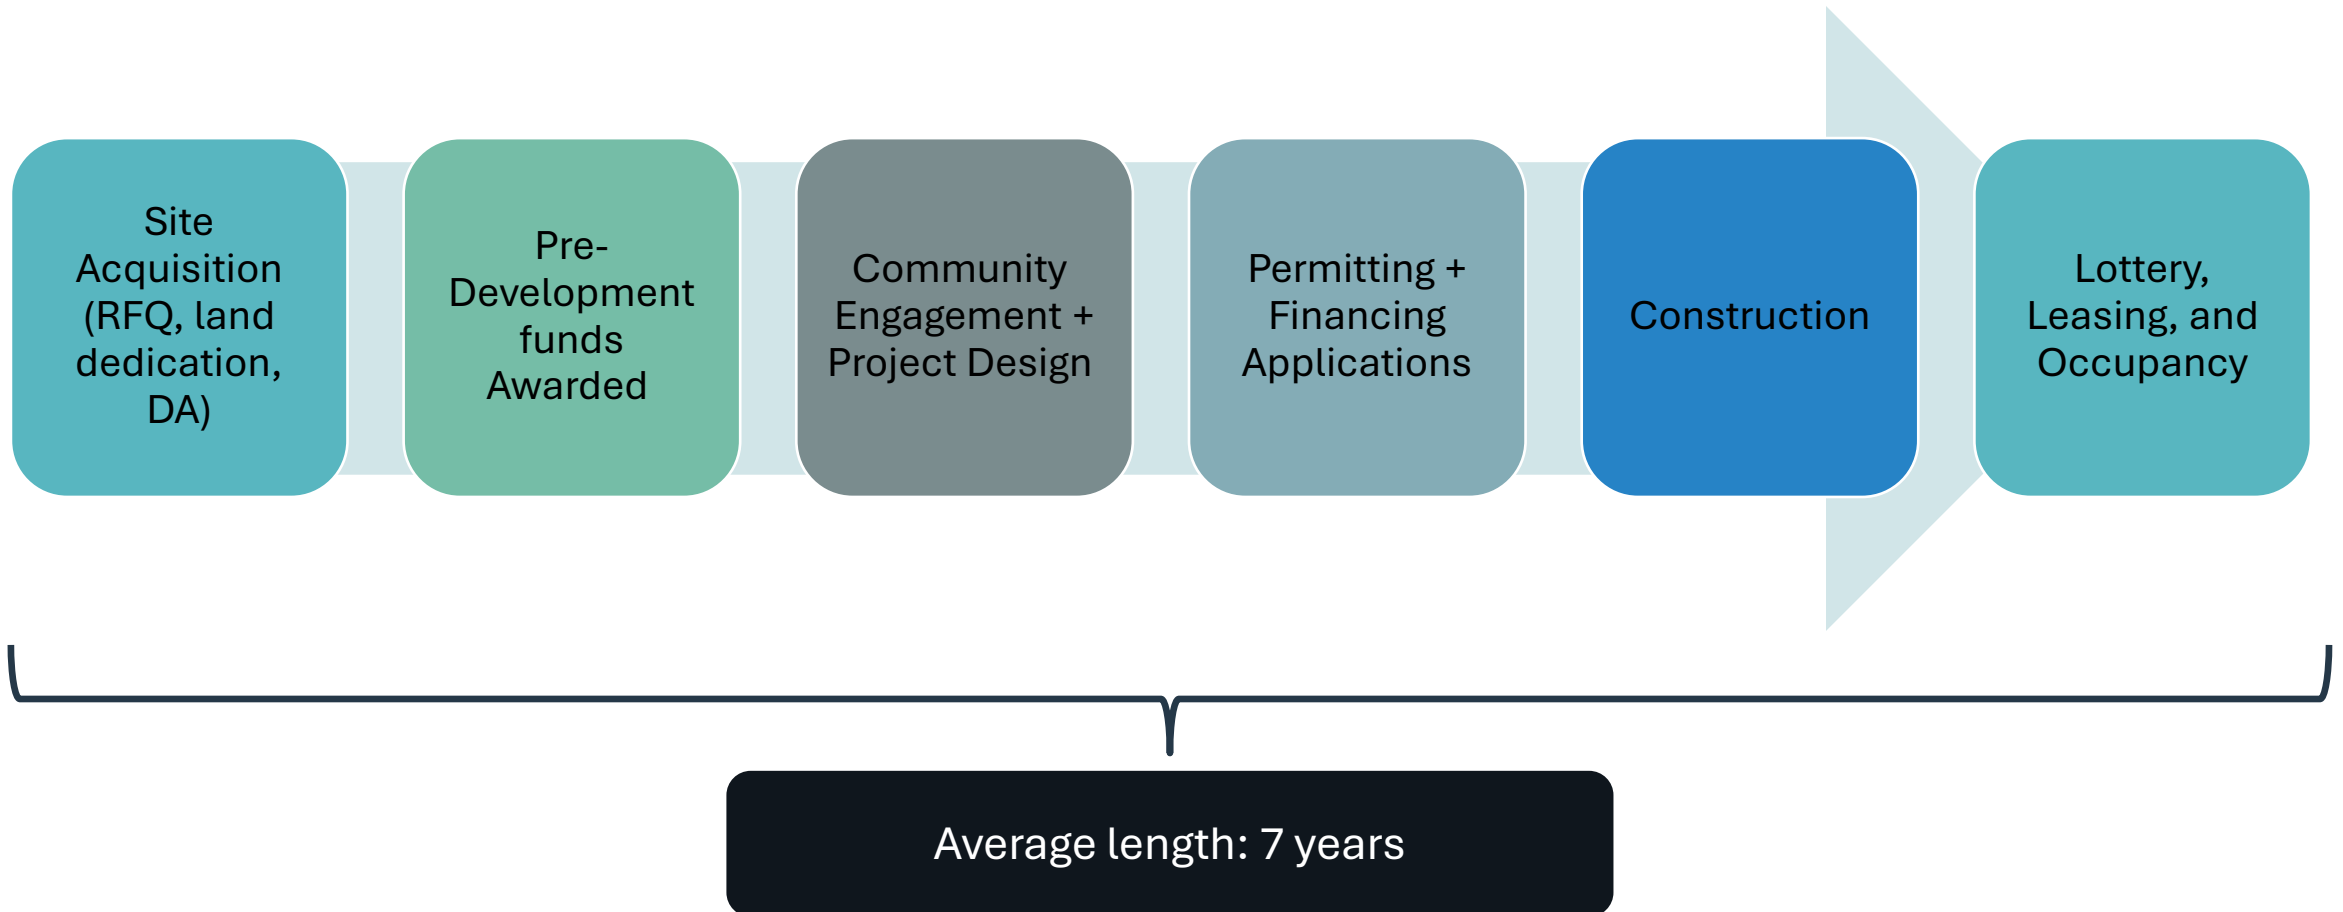 Site
Acquisition
(RFQ, land
dedication,
DA)
Pre-
Development
funds
Awarded
Community
Engagement +
Project Design
Permitting +
Financing
Applications
Construction
Lottery,
Leasing, and
Occupancy
Average length: 7 years